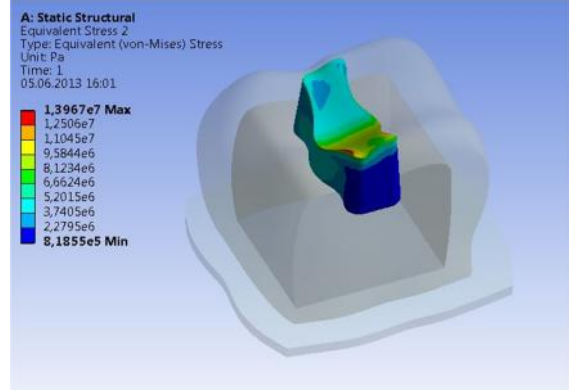 A: Static Structural
Equivalent Stress 2
Type: Equivalent (von-Mises) Stress
Unit: Pa
Time: 1
05.06.2013 16:01
1,3967e7 Max
1,2506e7
1,1045e7
9,5844e6
8,1234e6
6,6624e6
5,2015e6
3,7405e6
2,2795e6
8,1855e5 Min